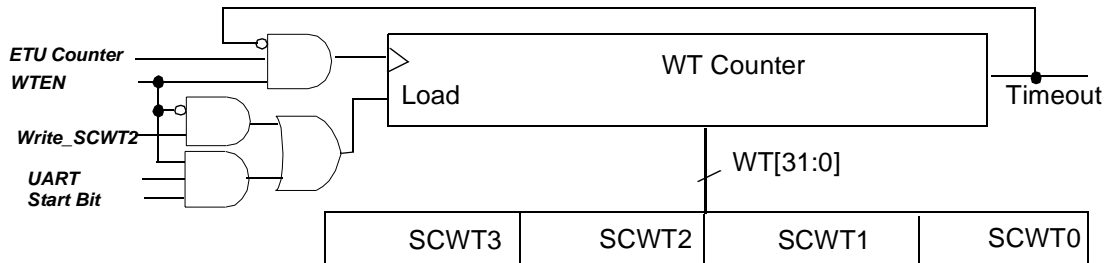 ETU Counter
WTEN
WT Counter
Load
Timeout
Write_SCWT2
UART
Start Bit
WT[31:0]
SCWT3 SCWT2 SCWT1 SCWT0